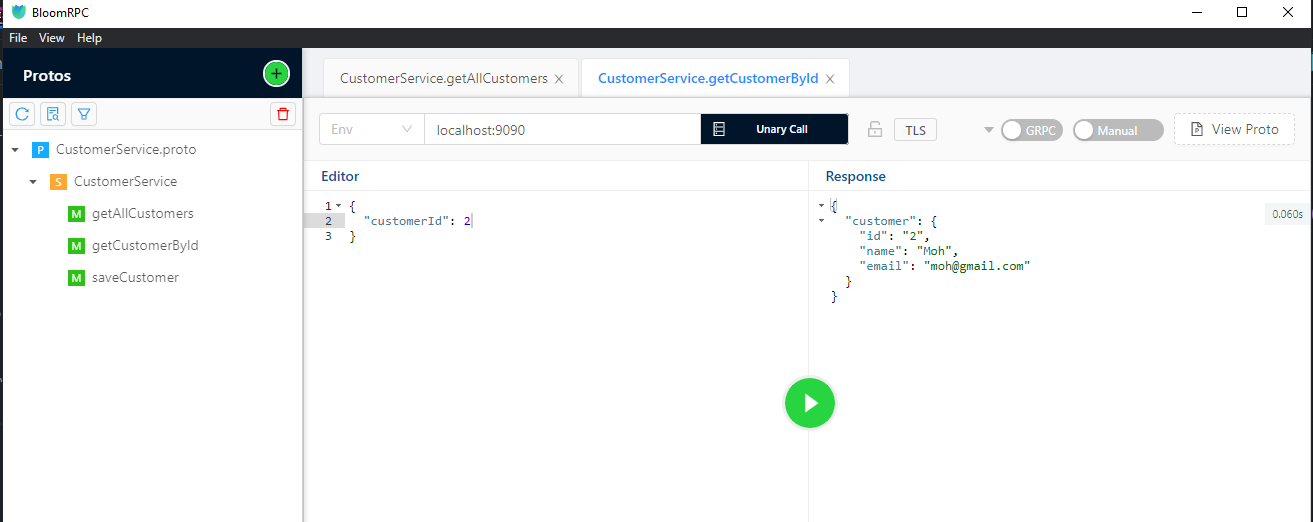 BloomRPC
File View Help
Protos
CustomerService.proto
CustomerService
getAllCustomers
getCustomerById
saveCustomer
CustomerService.getAllCustomers
CustomerService.getCustomerById
Env
localhost:9090
Unary Call
TLS
GRPC
Manual
View Proto
Editor
1 {
2 "customerId": 2
3 }
Response
{
"customer": {
"id": "2",
"name": "Moh",
"email": "moh@gmail.com"
}
}
0.060s